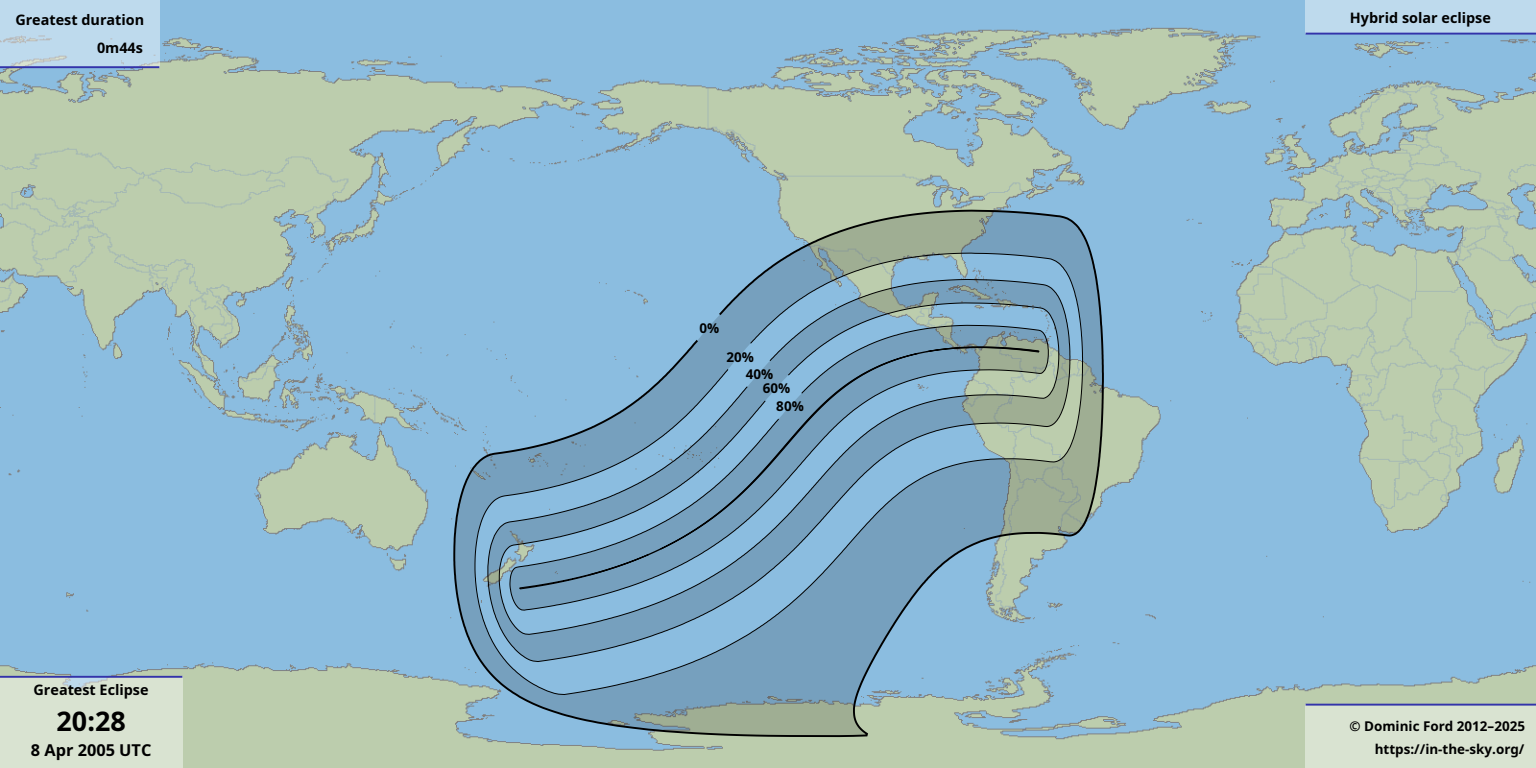 Greatest duration
0m44s
Hybrid solar eclipse
0%
20%
40%
60%
80%
Greatest Eclipse
20:28
8 Apr 2005 UTC
© Dominic Ford 2012–2025
https://in-the-sky.org/